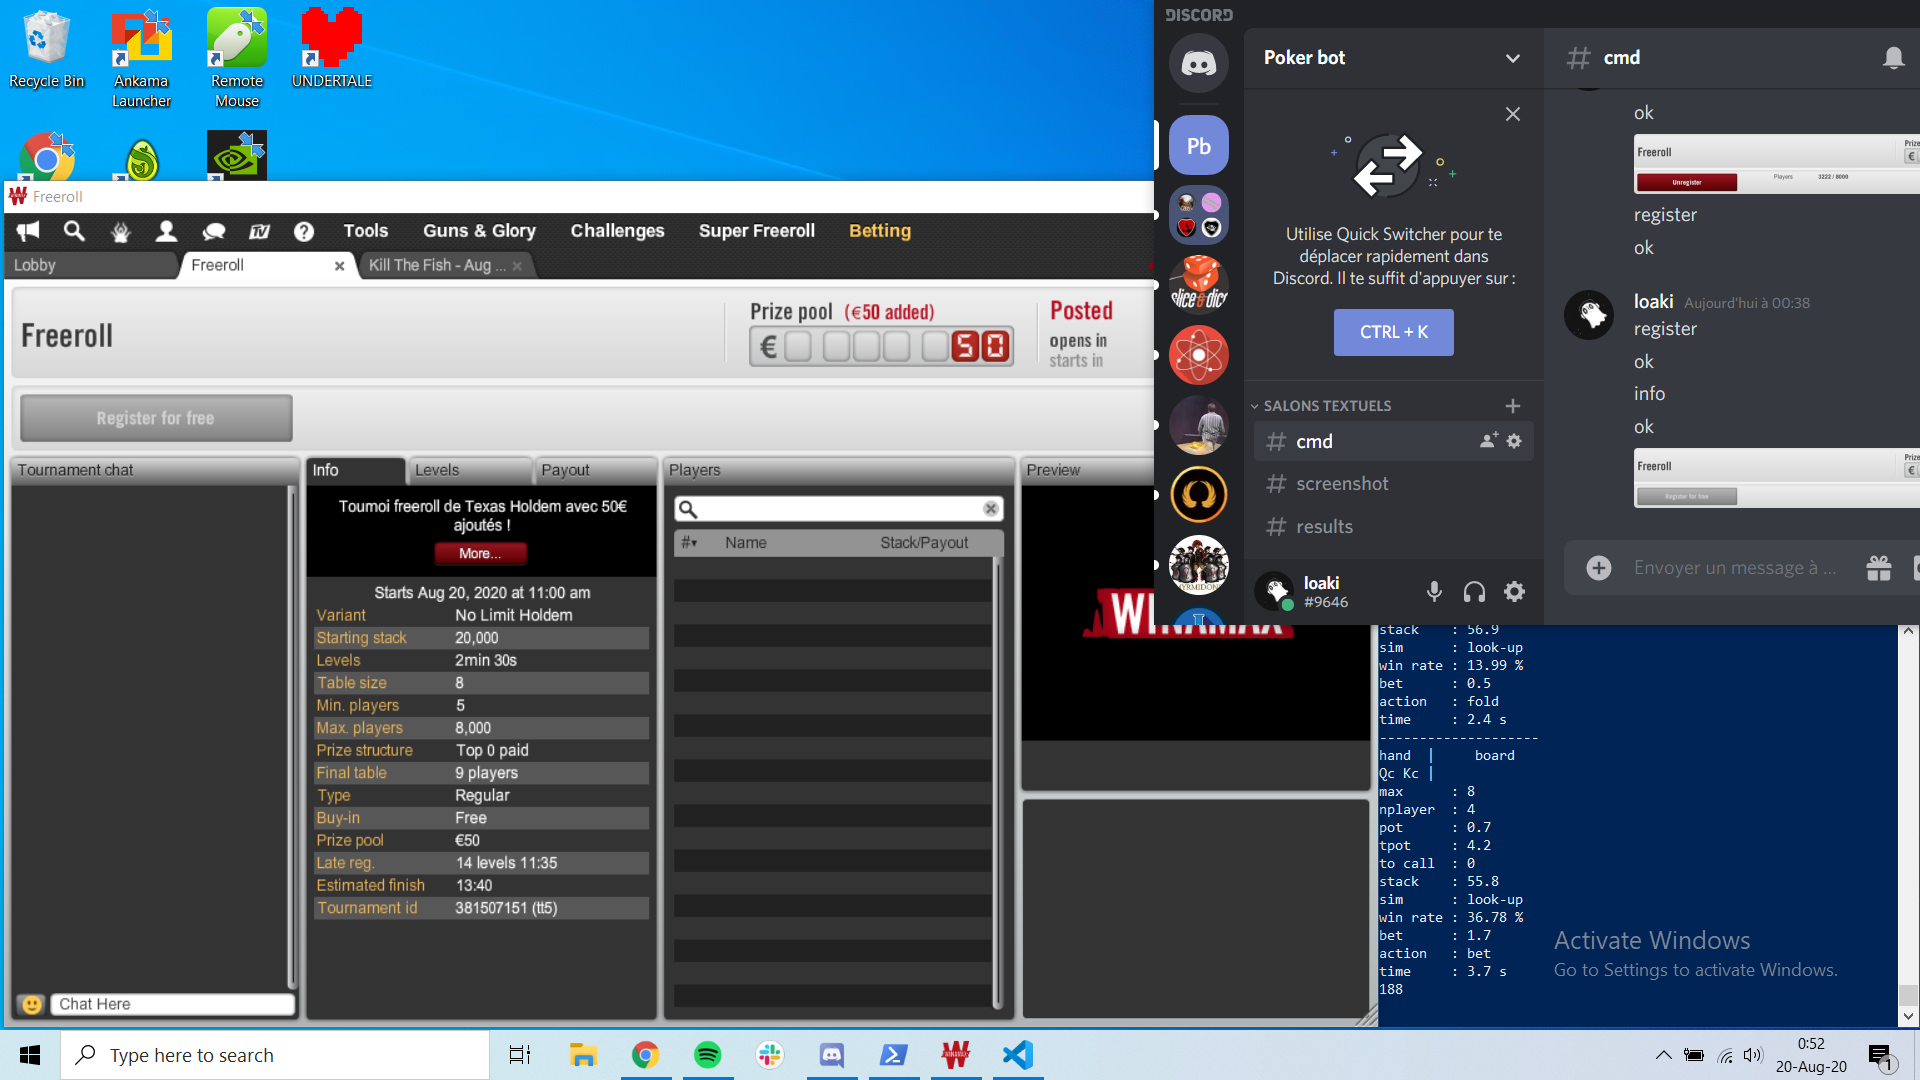 Recycle Bin
Ankama
Launcher
Remote
Mouse
UNDERTALE
Freeroll
Tools
Guns & Glory
Challenges
Super Freeroll
Betting
Lobby
Freeroll
Kill The Fish - Aug ...
Freeroll
Prize pool (€50 added)
€ 50
Posted
opens in
starts in
Register for free
Tournament chat
Chat Here
Info
Levels
Payout
Tournoi freeroll de Texas Holdem avec 50€
ajoutés !
More...
Starts Aug 20, 2020 at 11:00 am
Variant No Limit Holdem
Starting stack 20,000
Levels 2min 30s
Table size 8
Min. players 5
Max. players 8,000
Prize structure Top 0 paid
Final table 9 players
Type Regular
Buy-in Free
Prize pool €50
Late reg. 14 levels 11:35
Estimated finish 13:40
Tournament id 381507151 (tt5)
Players
# Name Stack/Payout
Preview
WINAMAX
DISCORD
Pb
Poker bot
Utilise Quick Switcher pour te
déplacer rapidement dans
Discord. Il te suffit d'appuyer sur :
CTRL + K
SALONS TEXTUELS
cmd
screenshot
results
loaki
#9646
cmd
ok
Freeroll
Unregister
Players 3222 / 8000
register
ok
loaki Aujourd'hui à 00:38
register
ok
info
ok
Freeroll
Register for free
Envoyer un message à ...
stack : 56.9
sim : look-up
win rate : 13.99 %
bet : 0.5
action : fold
time : 2.4 s
--------------------
hand | board
Qc Kc |
max : 8
nplayer : 4
pot : 0.7
tpot : 4.2
to call : 0
stack : 55.8
sim : look-up
win rate : 36.78 %
bet : 1.7
action : bet
time : 3.7 s
188
Activate Windows
Go to Settings to activate Windows.
Type here to search
0:52
20-Aug-20
1